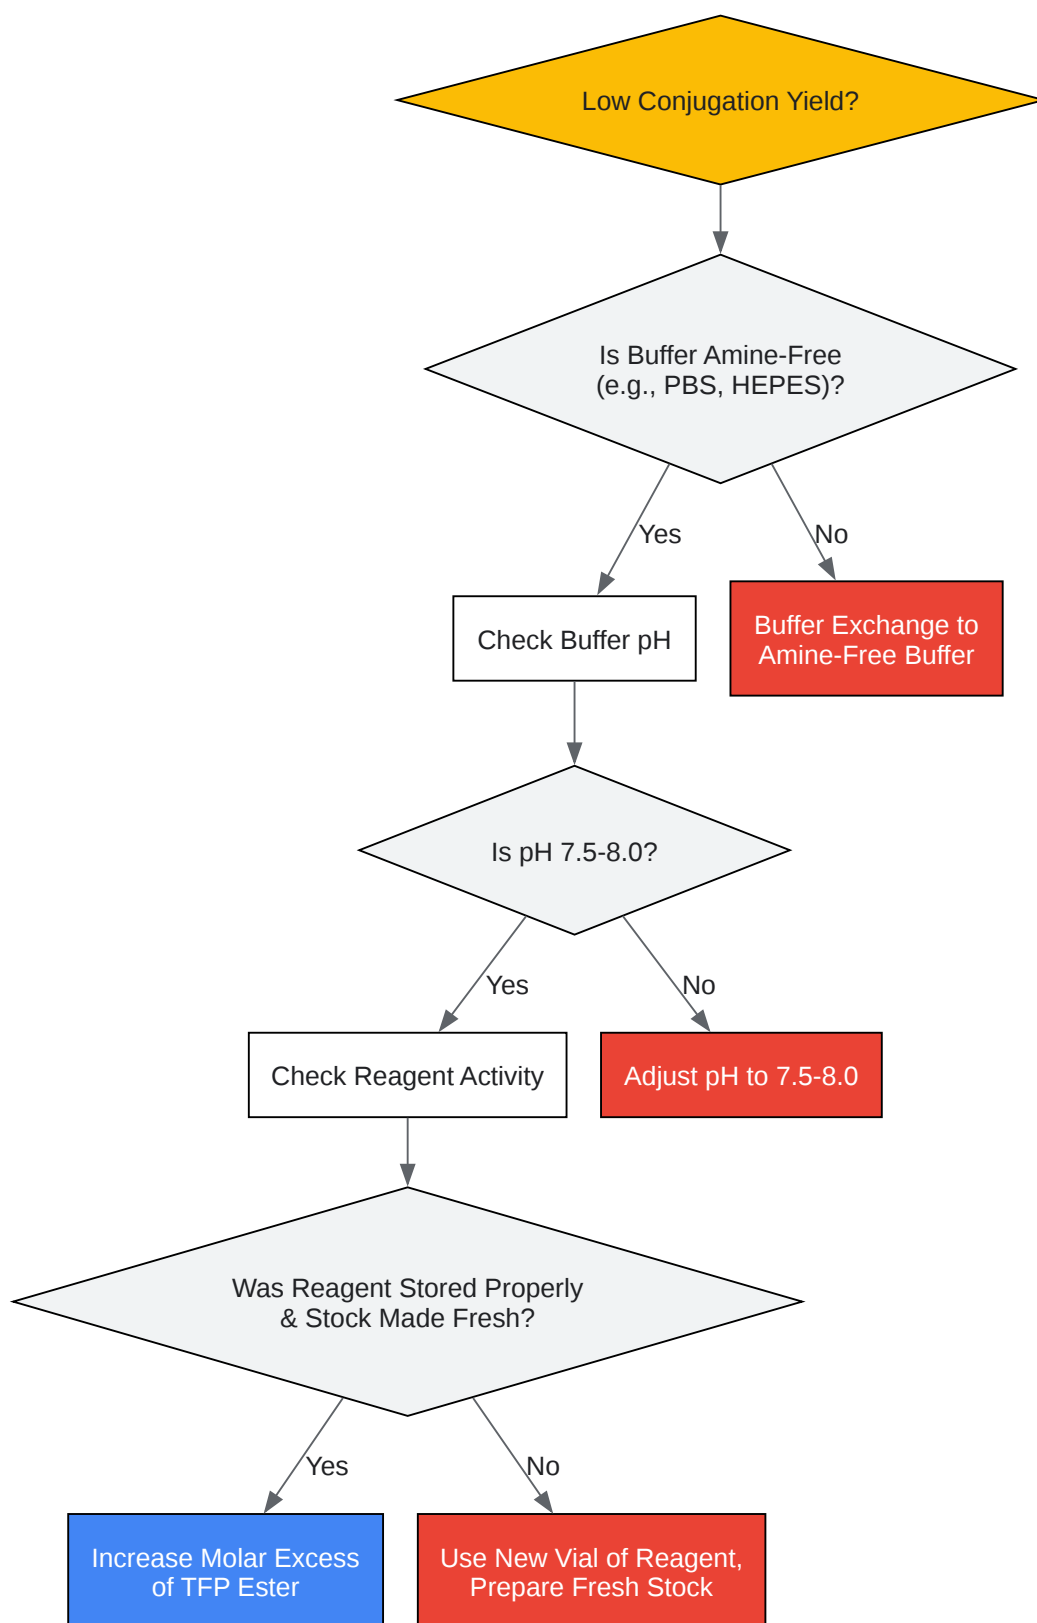 Low Conjugation Yield?
Is Buffer Amine-Free
(e.g., PBS, HEPES)?
Yes
No
Check Buffer pH
Buffer Exchange to
Amine-Free Buffer
Is pH 7.5-8.0?
Yes
No
Check Reagent Activity
Adjust pH to 7.5-8.0
Was Reagent Stored Properly
& Stock Made Fresh?
Yes
No
Increase Molar Excess
of TFP Ester
Use New Vial of Reagent,
Prepare Fresh Stock